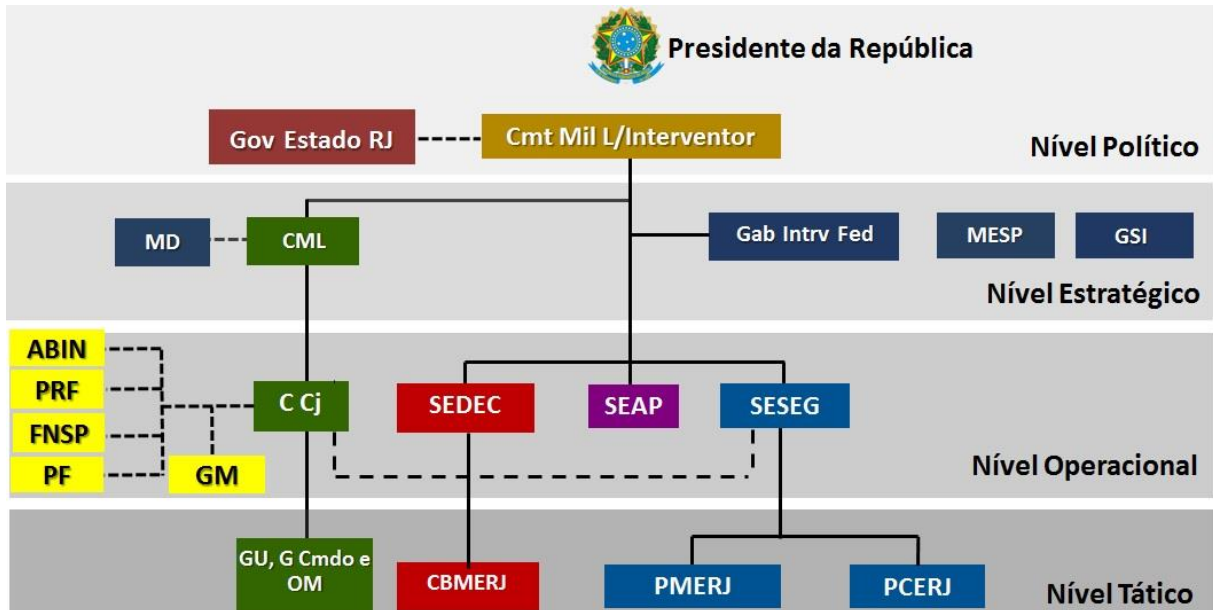 Presidente da República
Gov Estado RJ
Cmt Mil L/Interventor
Nível Político
MD
CML
Gab Intrv Fed
MESP
GSI
Nível Estratégico
ABIN
PRF
FNSP
PF
GM
C Cj
SEDEC
SEAP
SESEG
Nível Operacional
GU, G Cmdo e
OM
CBMERJ
PMERJ
PCERJ
Nível Tático